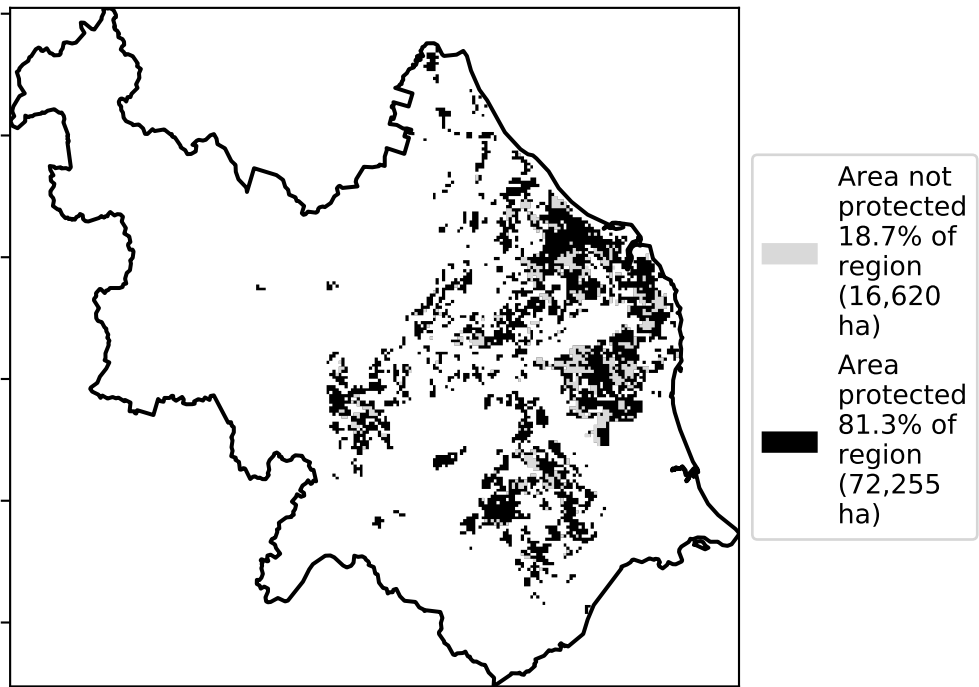 Area not
protected
18.7% of
region
(16,620
ha)
Area
protected
81.3% of
region
(72,255
ha)